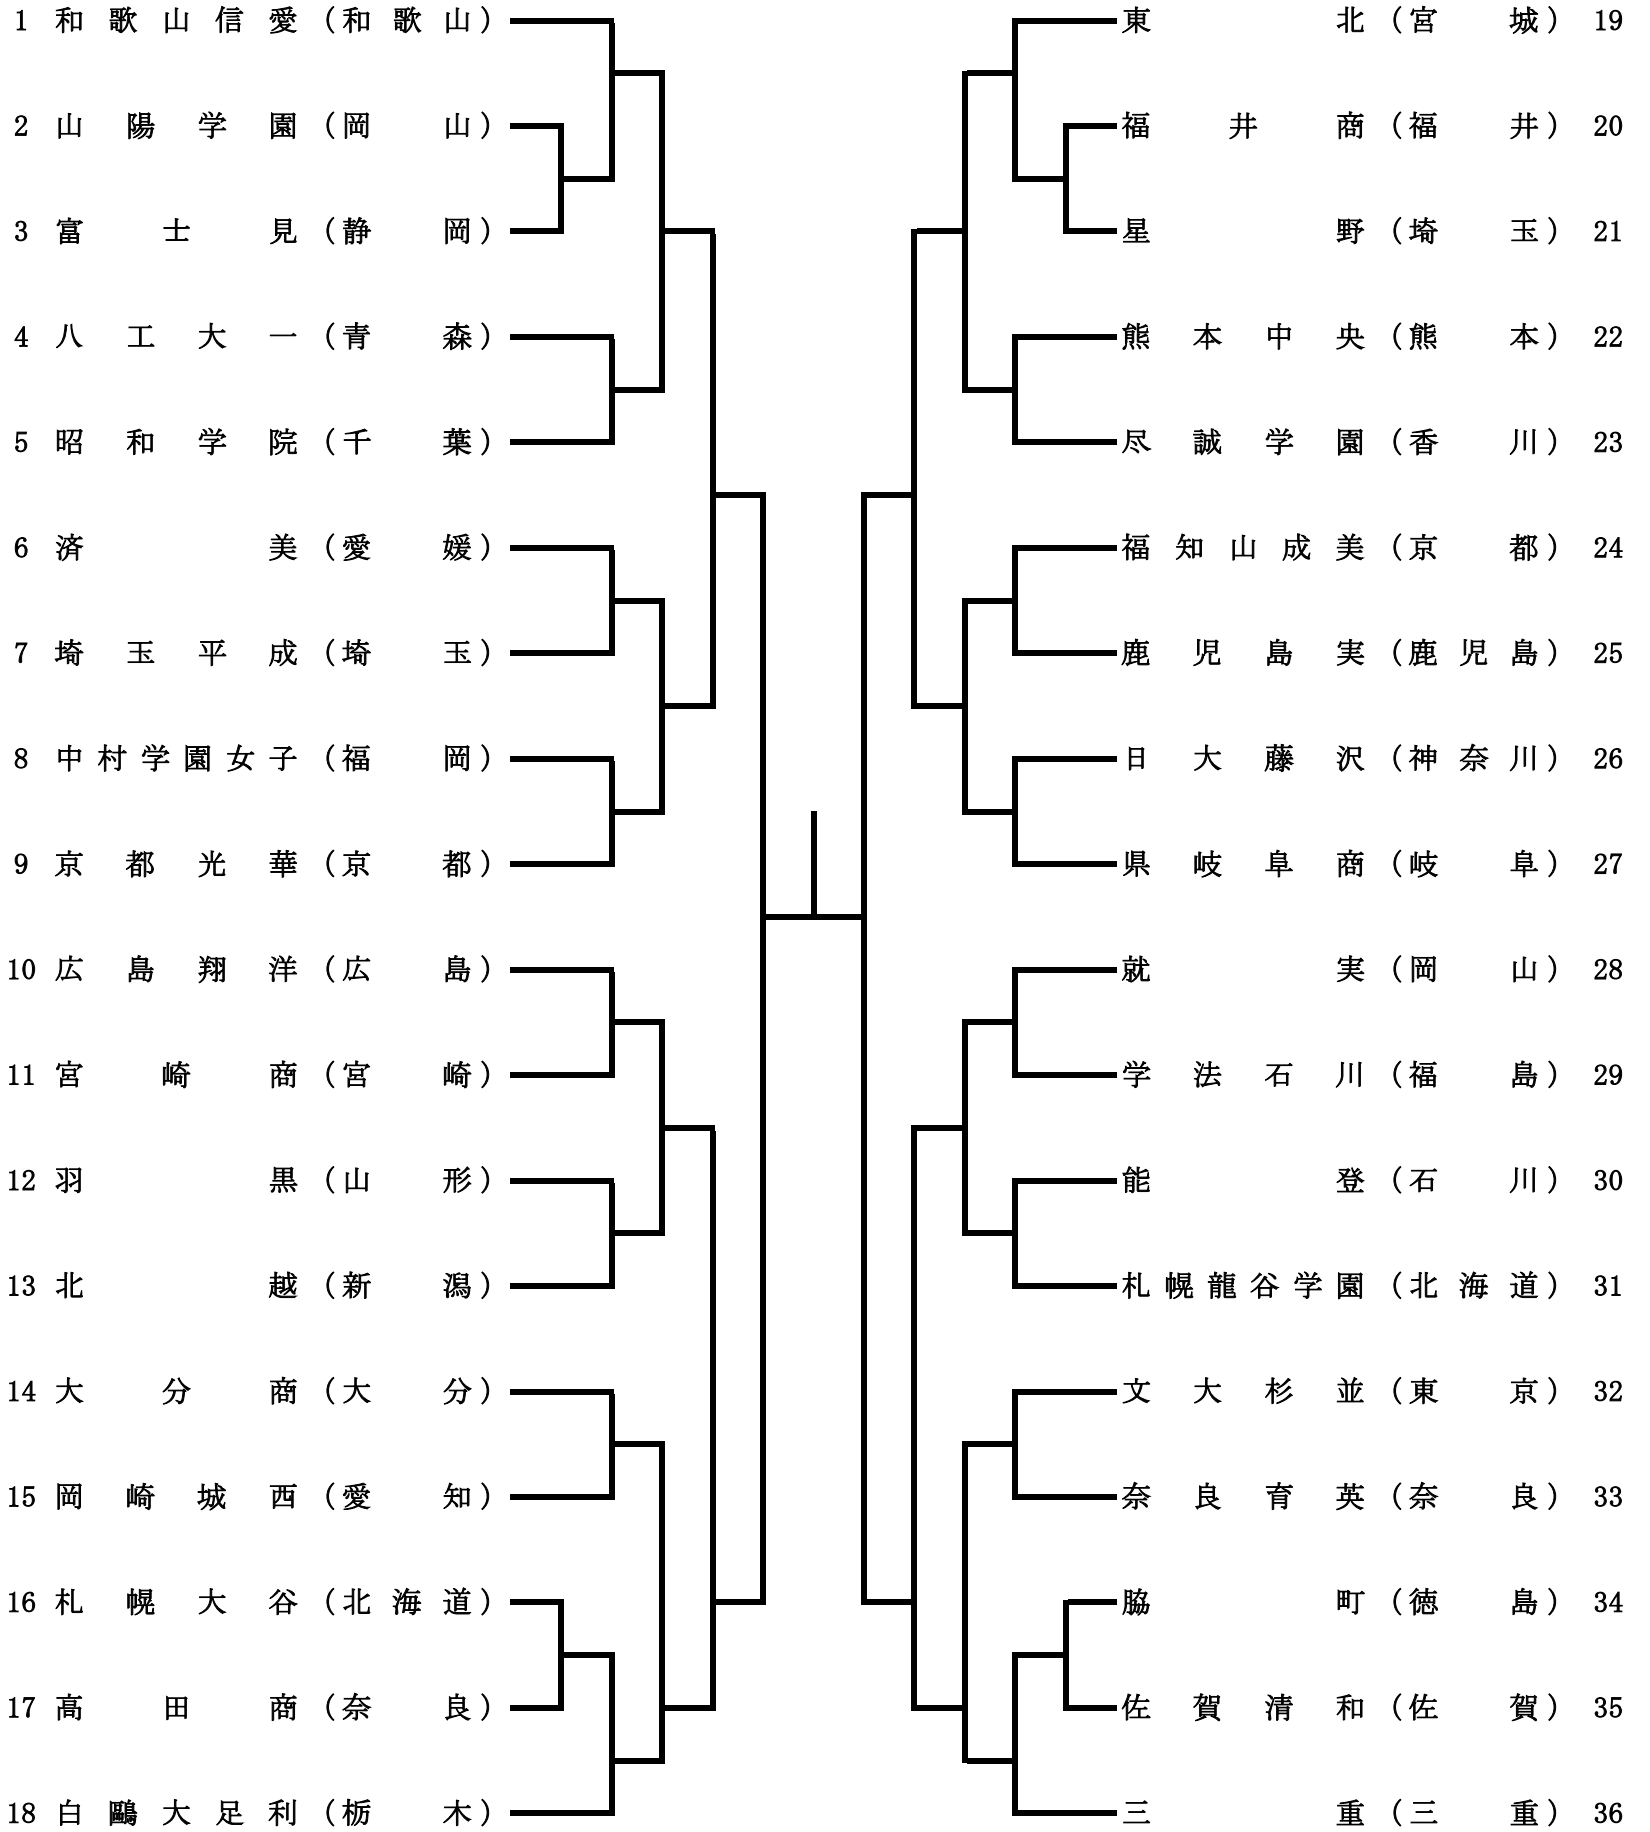 1 和歌山信愛 (和歌山)
2 山陽学園 (岡山)
3 富士見 (静岡)
4 八工大一 (青森)
5 昭和学院 (千葉)
6 済美 (愛媛)
7 埼玉平成 (埼玉)
8 中村学園女子 (福岡)
9 京都光華 (京都)
10 広島翔洋 (広島)
11 宮崎商 (宮崎)
12 羽黒 (山形)
13 北越 (新潟)
14 大分商 (大分)
15 岡崎城西 (愛知)
16 札幌大谷 (北海道)
17 高田商 (奈良)
18 白鷗大足利 (栃木)
東北 (宮城) 19
福井商 (福井) 20
星野 (埼玉) 21
熊本中央 (熊本) 22
尽誠学園 (香川) 23
福知山成美 (京都) 24
鹿児島実 (鹿児島) 25
日大藤沢 (神奈川) 26
県岐阜商 (岐阜) 27
就実 (岡山) 28
学法石川 (福島) 29
能登 (石川) 30
札幌龍谷学園 (北海道) 31
文大杉並 (東京) 32
奈良育英 (奈良) 33
脇町 (徳島) 34
佐賀清和 (佐賀) 35
三重 (三重) 36